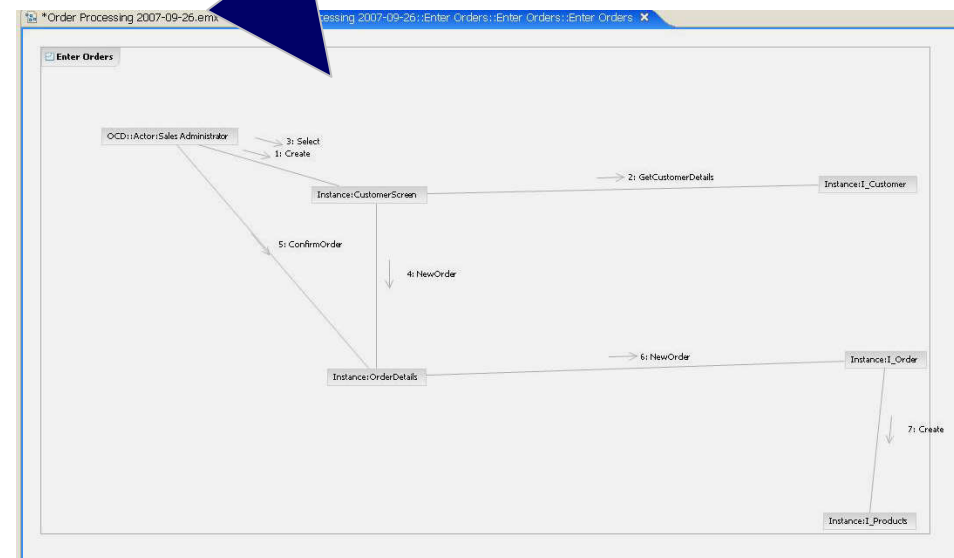 *Order Processing 2007-09-26.emx
essing 2007-09-26::Enter Orders::Enter Orders::Enter Orders
Enter Orders
OCD::Actor:Sales Administrator
3: Select
1: Create
2: GetCustomerDetails
Instance:I_Customer
Instance:CustomerScreen
5: ConfirmOrder
4: NewOrder
6: NewOrder
Instance:I_Order
Instance:OrderDetails
7: Create
Instance:I_Products